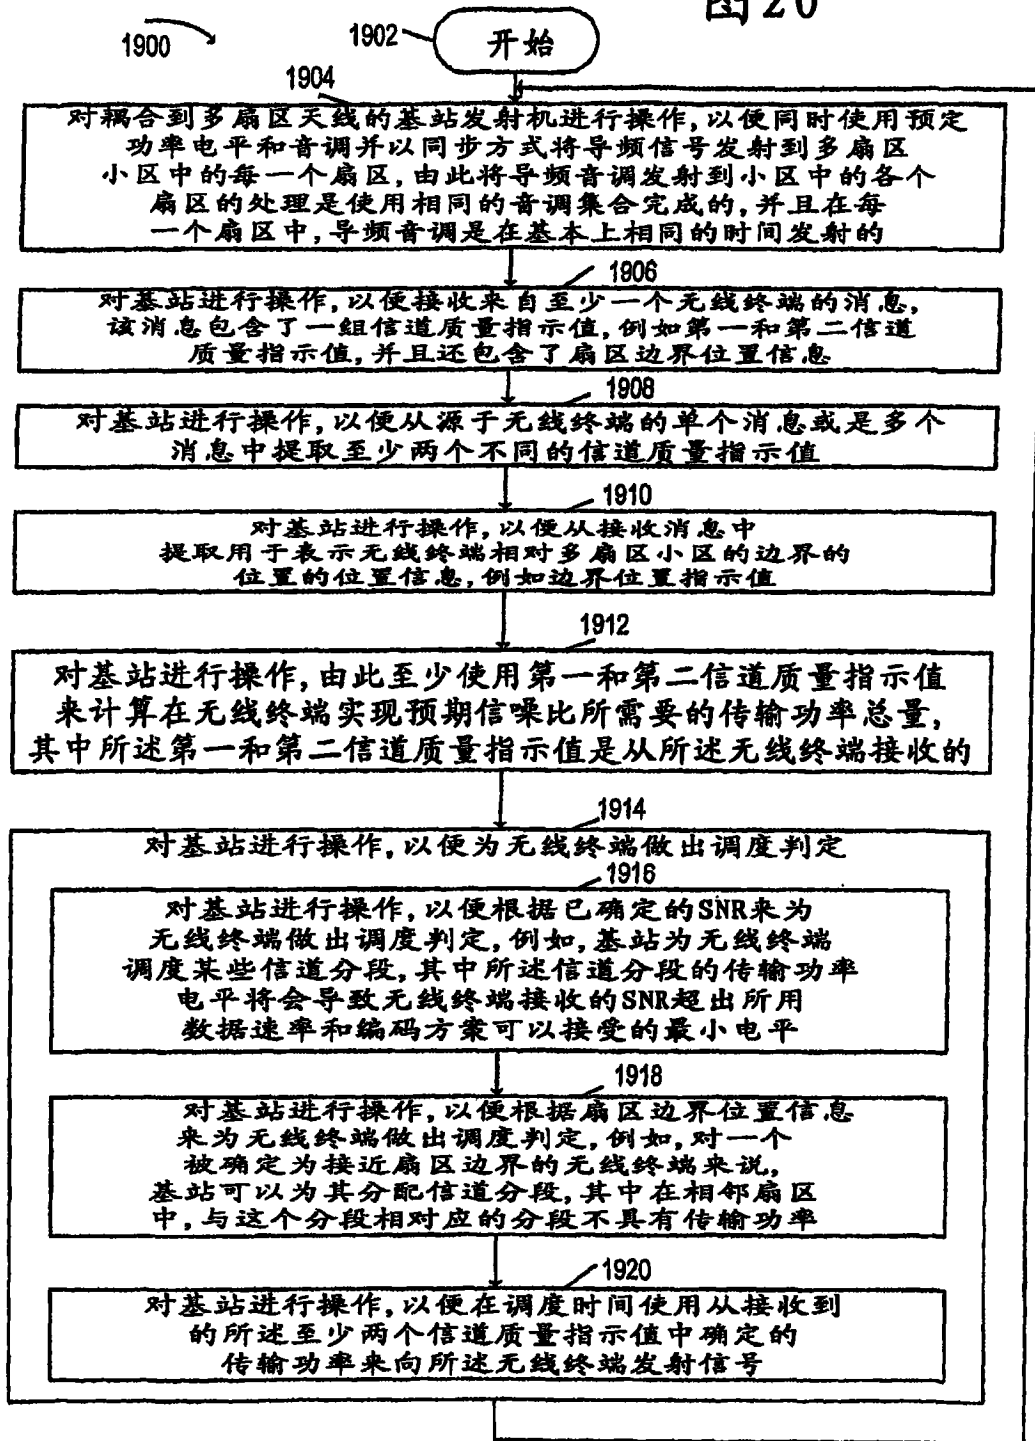 图20
1900
1902
开始
1904
对耦合到多扇区天线的基站发射机进行操作,以便同时使用预定
功率电平和音调并以同步方式将导频信号发射到多扇区
小区中的每一个扇区,由此将导频音调发射到小区中的各个
扇区的处理是使用相同的音调集合完成的,并且在每
一个扇区中,导频音调是在基本上相同的时间发射的
1906
对基站进行操作,以便接收来自至少一个无线终端的消息,
该消息包含了一组信道质量指示值,例如第一和第二信道
质量指示值,并且还包含了扇区边界位置信息
1908
对基站进行操作,以便从源于无线终端的单个消息或是多个
消息中提取至少两个不同的信道质量指示值
1910
对基站进行操作,以便从接收消息中
提取用于表示无线终端相对多扇区小区的边界的
位置的位置信息,例如边界位置指示值
1912
对基站进行操作,由此至少使用第一和第二信道质量指示值
来计算在无线终端实现预期信噪比所需要的传输功率总量,
其中所述第一和第二信道质量指示值是从所述无线终端接收的
1914
对基站进行操作,以便为无线终端做出调度判定
1916
对基站进行操作,以便根据已确定的SNR来为
无线终端做出调度判定,例如,基站为无线终端
调度某些信道分段,其中所述信道分段的传输功率
电平将会导致无线终端接收的SNR超出所用
数据速率和编码方案可以接受的最小电平
1918
对基站进行操作,以便根据扇区边界位置信息
来为无线终端做出调度判定,例如,对一个
被确定为接近扇区边界的无线终端来说,
基站可以为其分配信道分段,其中在相邻扇区
中,与这个分段相对应的分段不具有传输功率
1920
对基站进行操作,以便在调度时间使用从接收到
的所述至少两个信道质量指示值中确定的
传输功率来向所述无线终端发射信号